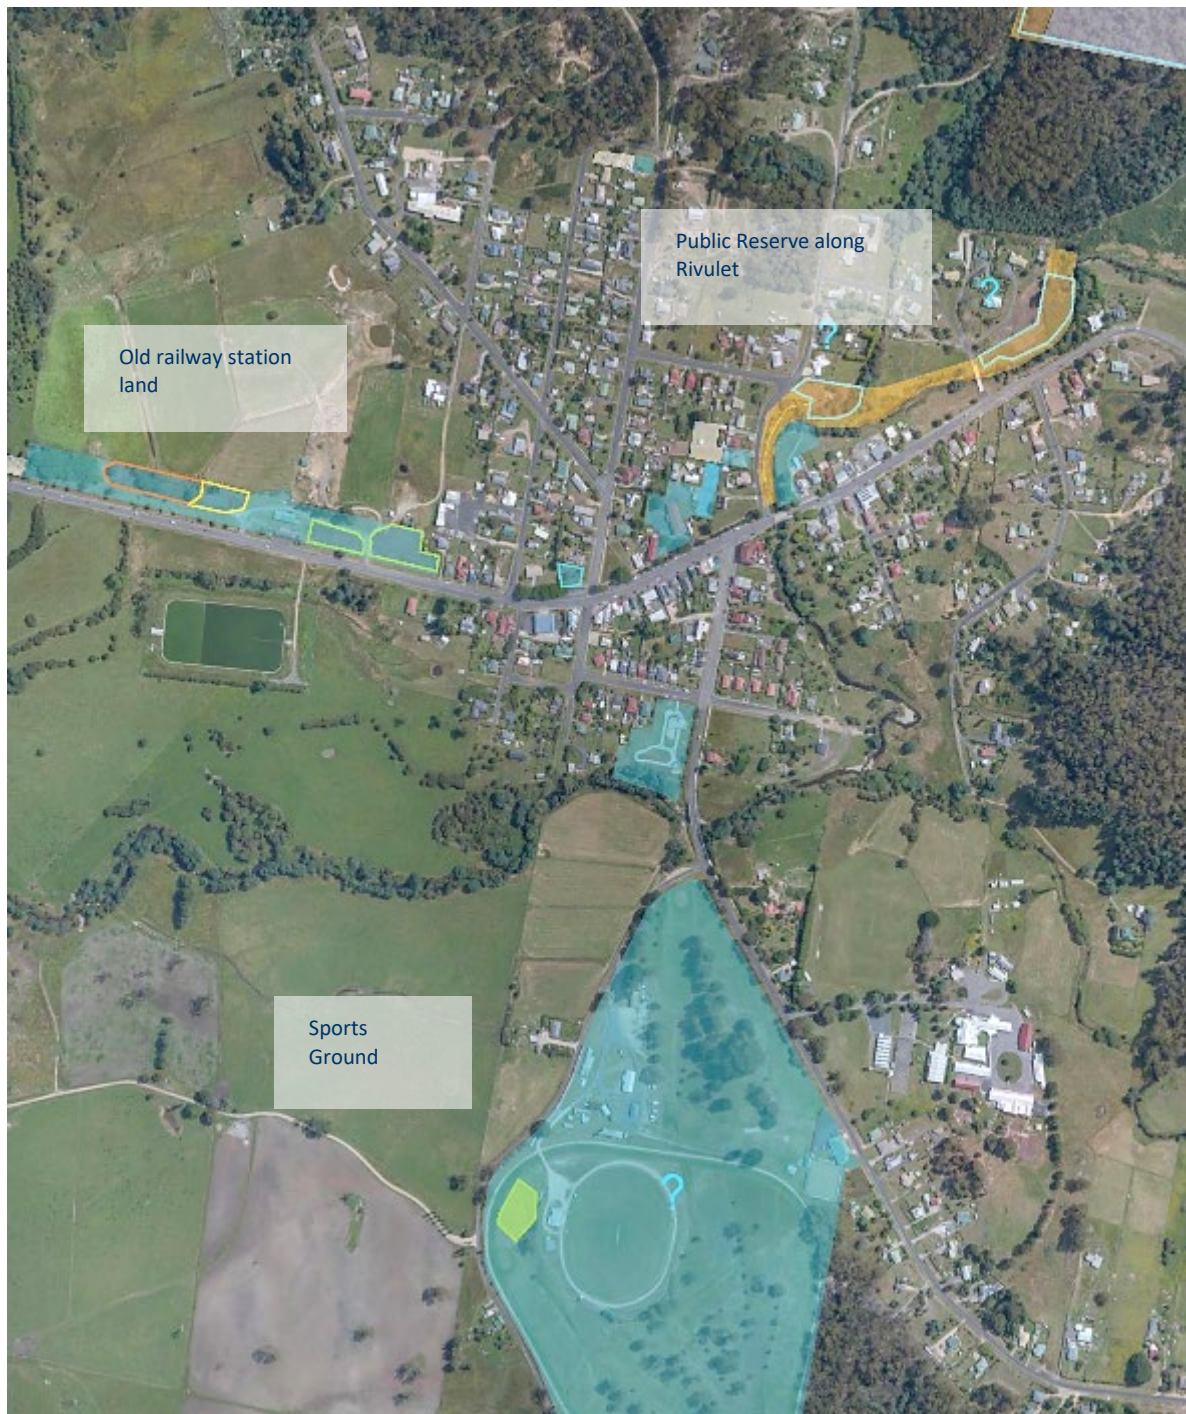 Public Reserve along
Rivulet
?
?
Old railway station
land
Sports
Ground
?